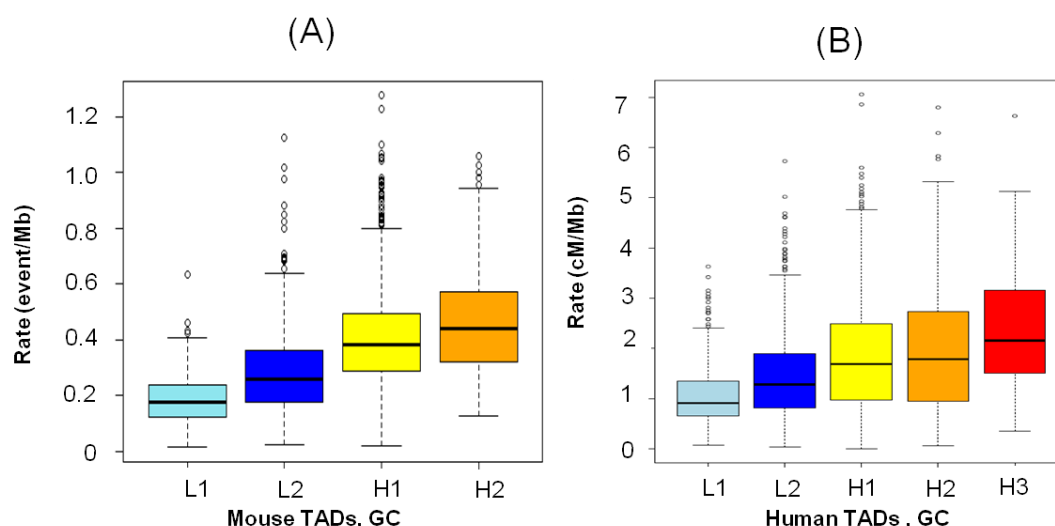 (A)
1.2
1.0
0.8
0.6
0.4
0.2
0
Rate (event/Mb)
L1 L2 H1 H2
Mouse TADs, GC
(B)
7
6
5
4
3
2
1
0
Rate (cM/Mb)
L1 L2 H1 H2 H3
Human TADs , GC